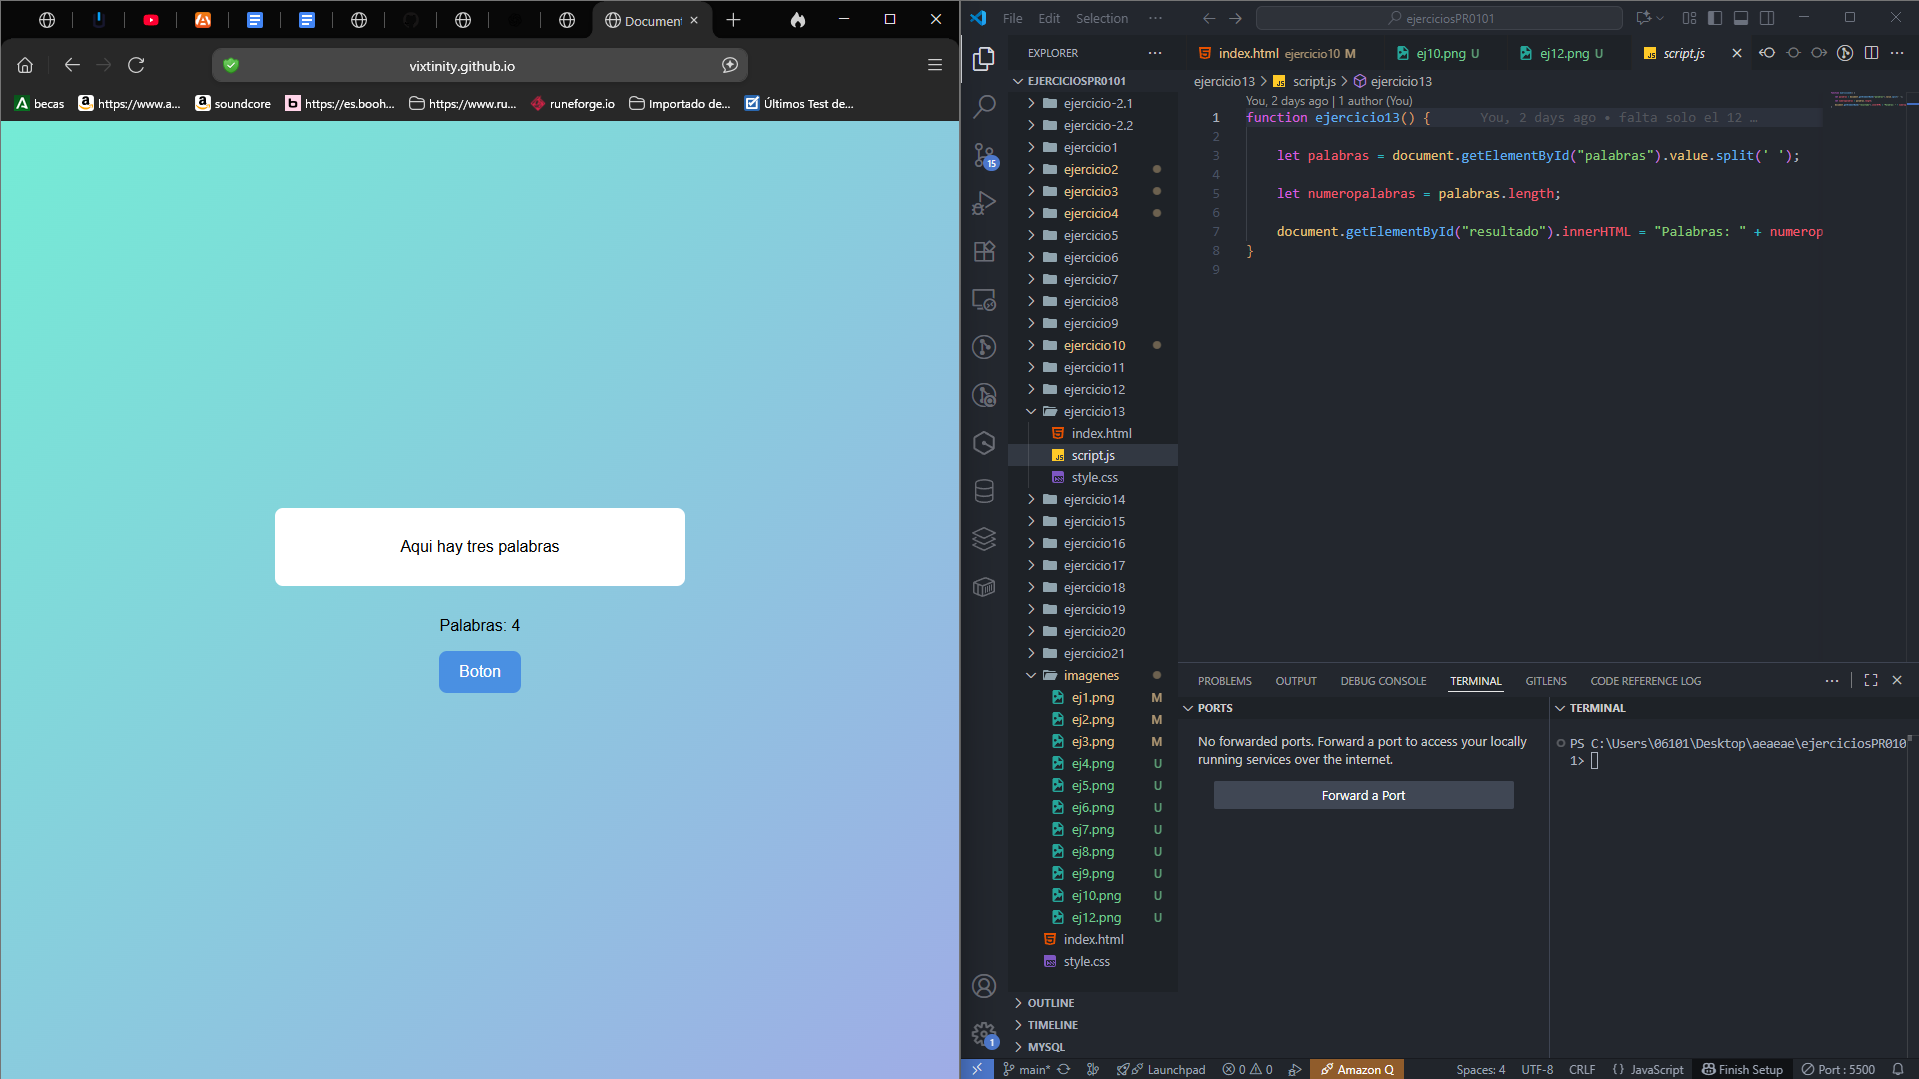 Document
vixtinity.github.io
becas
https://www.a...
soundcore
https://es.booh...
https://www.ru...
runeforge.io
Importado de...
Últimos Test de...
Aqui hay tres palabras
Palabras: 4
Boton
File
Edit
Selection
ejerciciosPR0101
EXPLORER
index.html ejercicio10 M
ej10.png U
ej12.png U
script.js
EJERCICIOSPR0101
ejercicio-2.1
ejercicio-2.2
ejercicio1
ejercicio2
ejercicio3
ejercicio4
ejercicio5
ejercicio6
ejercicio7
ejercicio8
ejercicio9
ejercicio10
ejercicio11
ejercicio12
ejercicio13
index.html
script.js
style.css
ejercicio14
ejercicio15
ejercicio16
ejercicio17
ejercicio18
ejercicio19
ejercicio20
ejercicio21
imagenes
ej1.png M
ej2.png M
ej3.png M
ej4.png U
ej5.png U
ej6.png U
ej7.png U
ej8.png U
ej9.png U
ej10.png U
ej12.png U
index.html
style.css
OUTLINE
TIMELINE
MYSQL
15
1
ejercicio13 > script.js > ejercicio13
You, 2 days ago | 1 author (You)
1 function ejercicio13() { You, 2 days ago • falta solo el 12 …
2
3 let palabras = document.getElementById("palabras").value.split(' ');
4
5 let numeropalabras = palabras.length;
6
7 document.getElementById("resultado").innerHTML = "Palabras: " + numerop
8 }
9
PROBLEMS
OUTPUT
DEBUG CONSOLE
TERMINAL
GITLENS
CODE REFERENCE LOG
PORTS
No forwarded ports. Forward a port to access your locally
running services over the internet.
Forward a Port
TERMINAL
PS C:\Users\06101\Desktop\aeaeae\ejerciciosPR010
1>
main*
Launchpad
0
0
Amazon Q
Spaces: 4
UTF-8
CRLF
{ } JavaScript
Finish Setup
Port : 5500